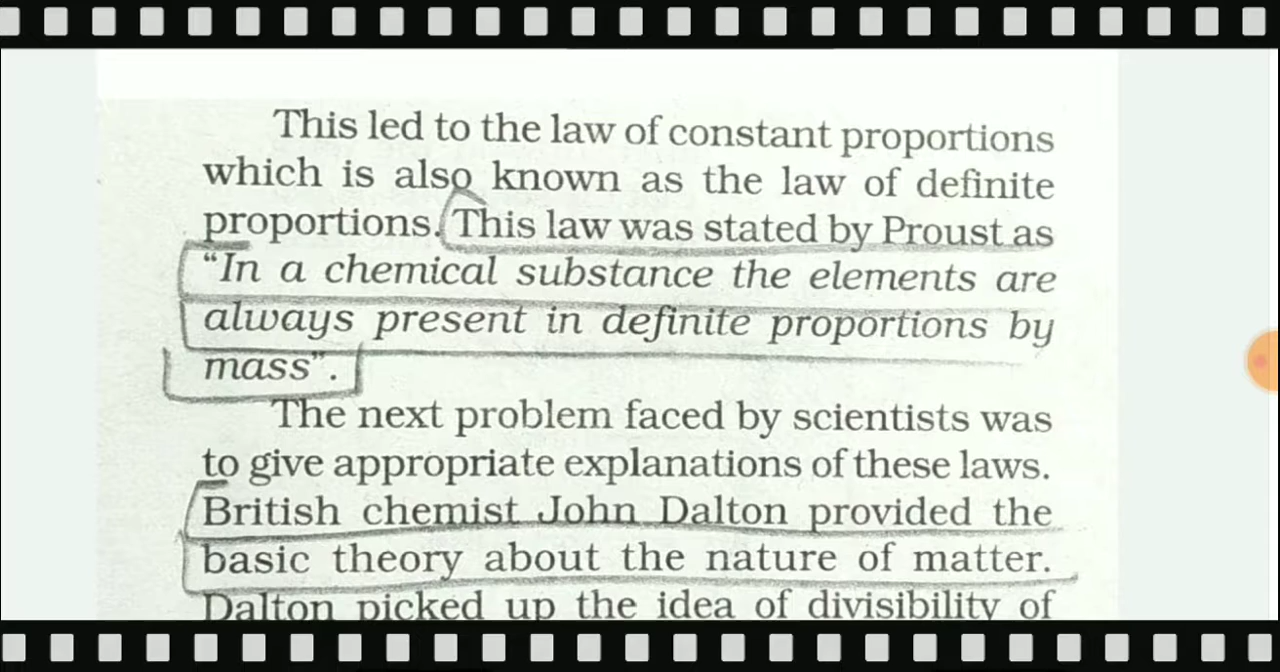 This led to the law of constant proportions
which is also known as the law of definite
proportions. This law was stated by Proust as
“In a chemical substance the elements are
always present in definite proportions by
mass”.
The next problem faced by scientists was
to give appropriate explanations of these laws.
British chemist John Dalton provided the
basic theory about the nature of matter.
Dalton picked up the idea of divisibility of